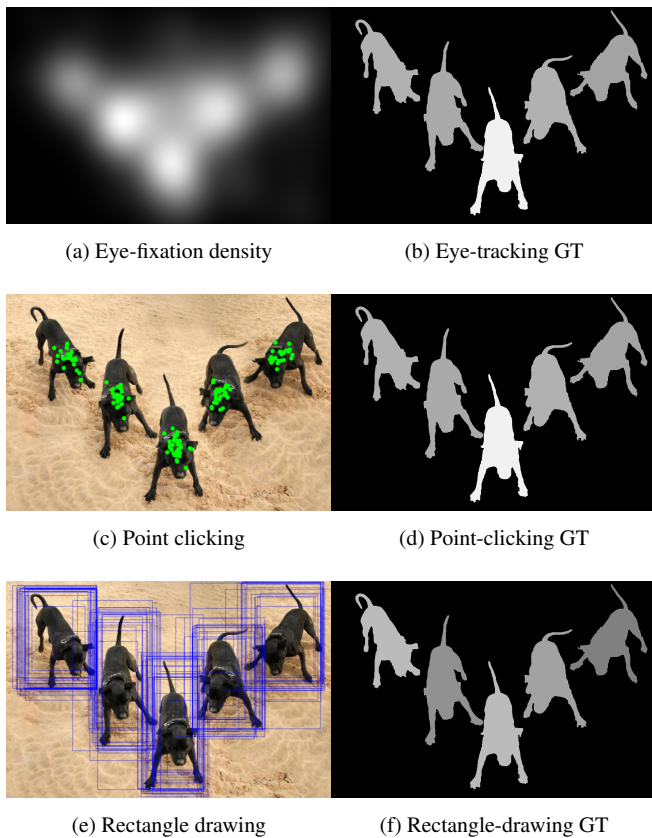 (a) Eye-fixation density
(b) Eye-tracking GT
(c) Point clicking
(d) Point-clicking GT
(e) Rectangle drawing
(f) Rectangle-drawing GT